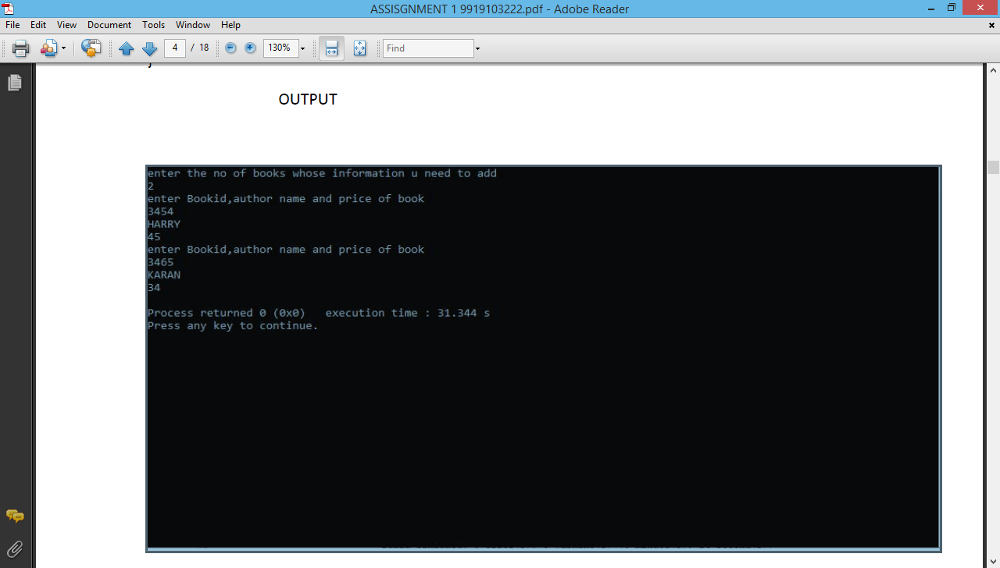 ASSISGNMENT 1 9919103222.pdf - Adobe Reader
File Edit View Document Tools Window Help
4 / 18 130% Find
OUTPUT
enter the no of books whose information u need to add
2
enter Bookid,author name and price of book
3454
HARRY
45
enter Bookid,author name and price of book
3465
KARAN
34
Process returned 0 (0x0) execution time : 31.344 s
Press any key to continue.